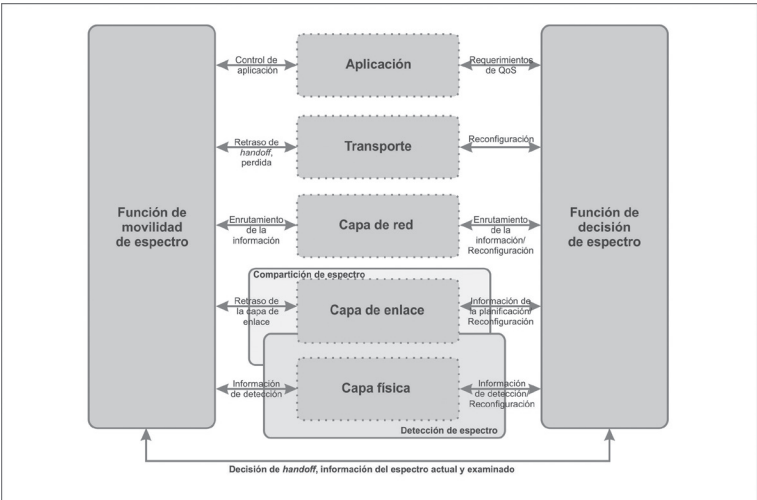 Control de
aplicación
Aplicación
Requerimientos
de QoS
Retraso de
handoff,
perdida
Transporte
Reconfiguración
Función de
movilidad
de espectro
Enrutamiento
de la
información
Capa de red
Enrutamiento
de la
información/
Reconfiguración
Función de
decisión
de espectro
Compartición de espectro
Retraso de
la capa de
enlace
Capa de enlace
Información de
la planificación/
Reconfiguración
Información
de detección
Capa física
Información
de detección/
Reconfiguración
Detección de espectro
Decisión de handoff, información del espectro actual y examinado